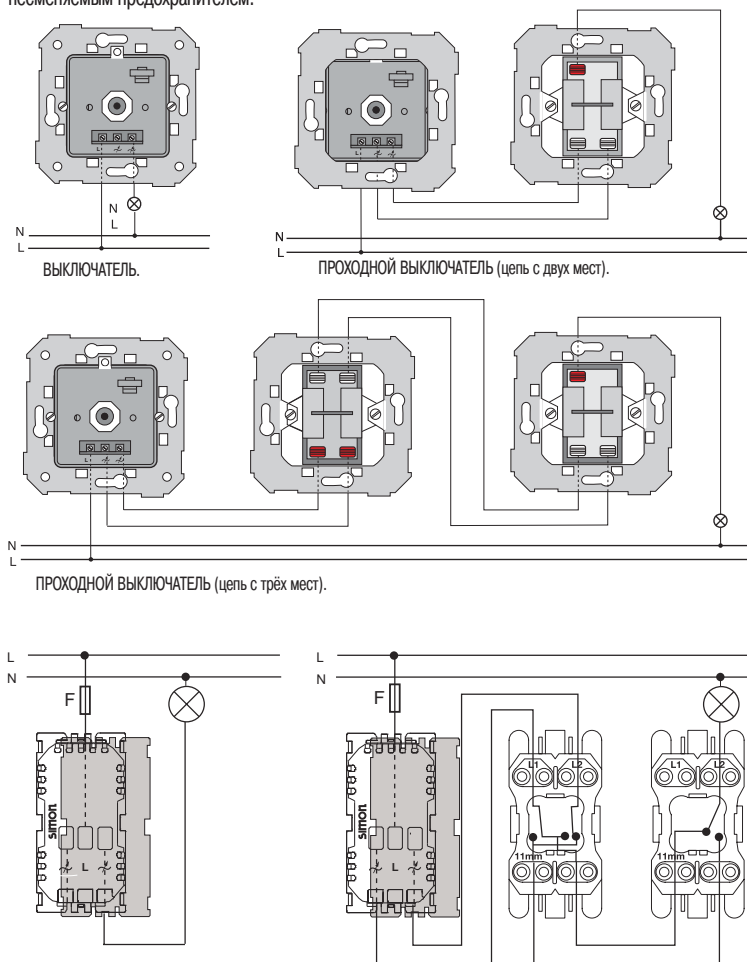 несменяемым предохранителем.
L
N
L
N
L
ВЫКЛЮЧАТЕЛЬ.
L
N
L
ПРОХОДНОЙ ВЫКЛЮЧАТЕЛЬ (цепь с двух мест).
L
N
L
ПРОХОДНОЙ ВЫКЛЮЧАТЕЛЬ (цепь с трёх мест).
L
N
F
simon
L
L
N
F
simon
L
L1 L2
11mm
L1 L2
11mm